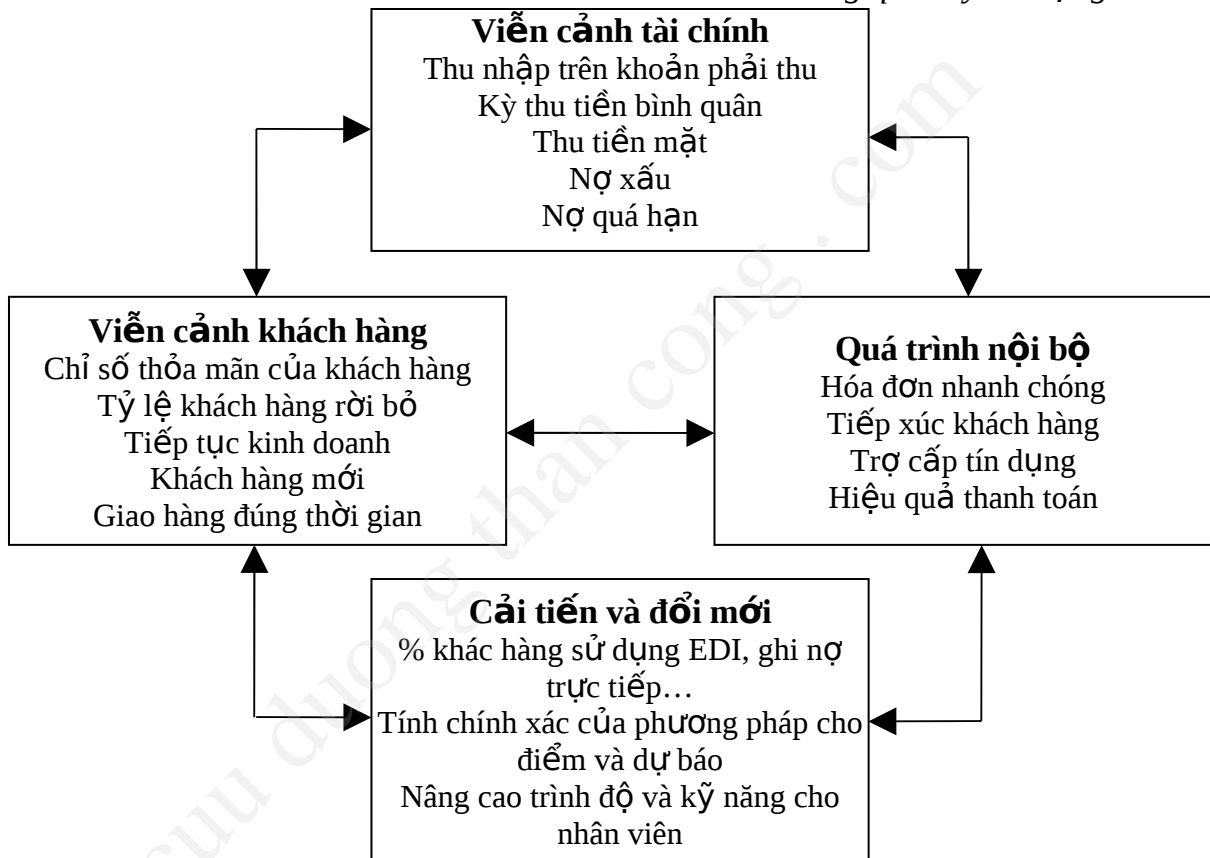 Viễn cảnh tài chính
Thu nhập trên khoản phải thu
Kỳ thu tiền bình quân
Thu tiền mặt
Nợ xấu
Nợ quá hạn
Viễn cảnh khách hàng
Chỉ số thỏa mãn của khách hàng
Tỷ lệ khách hàng rời bỏ
Tiếp tục kinh doanh
Khách hàng mới
Giao hàng đúng thời gian
Quá trình nội bộ
Hóa đơn nhanh chóng
Tiếp xúc khách hàng
Trợ cấp tín dụng
Hiệu quả thanh toán
Cải tiến và đổi mới
% khác hàng sử dụng EDI, ghi nợ
trực tiếp…
Tính chính xác của phương pháp cho
điểm và dự báo
Nâng cao trình độ và kỹ năng cho
nhân viên
cuu duong than cong . com